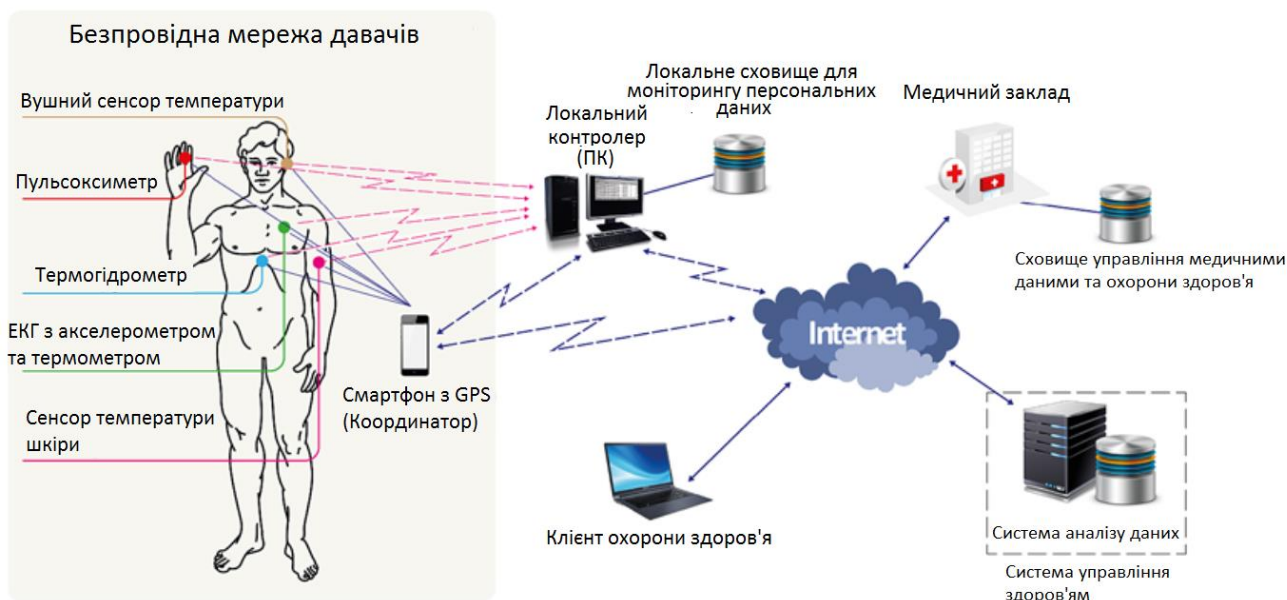 Безпровідна мережа давачів
Вушний сенсор температури
Пульсоксиметр
Термогідрометр
ЕКГ з акселерометром
та термометром
Сенсор температури
шкіри
Смартфон з GPS
(Координатор)
Локальний
контролер
(ПК)
Локальне сховище для
моніторингу персональних
даних
Медичний заклад
Сховище управління медичними
даними та охорони здоров'я
Internet
Клієнт охорони здоров'я
Система аналізу даних
Система управління
здоров'ям